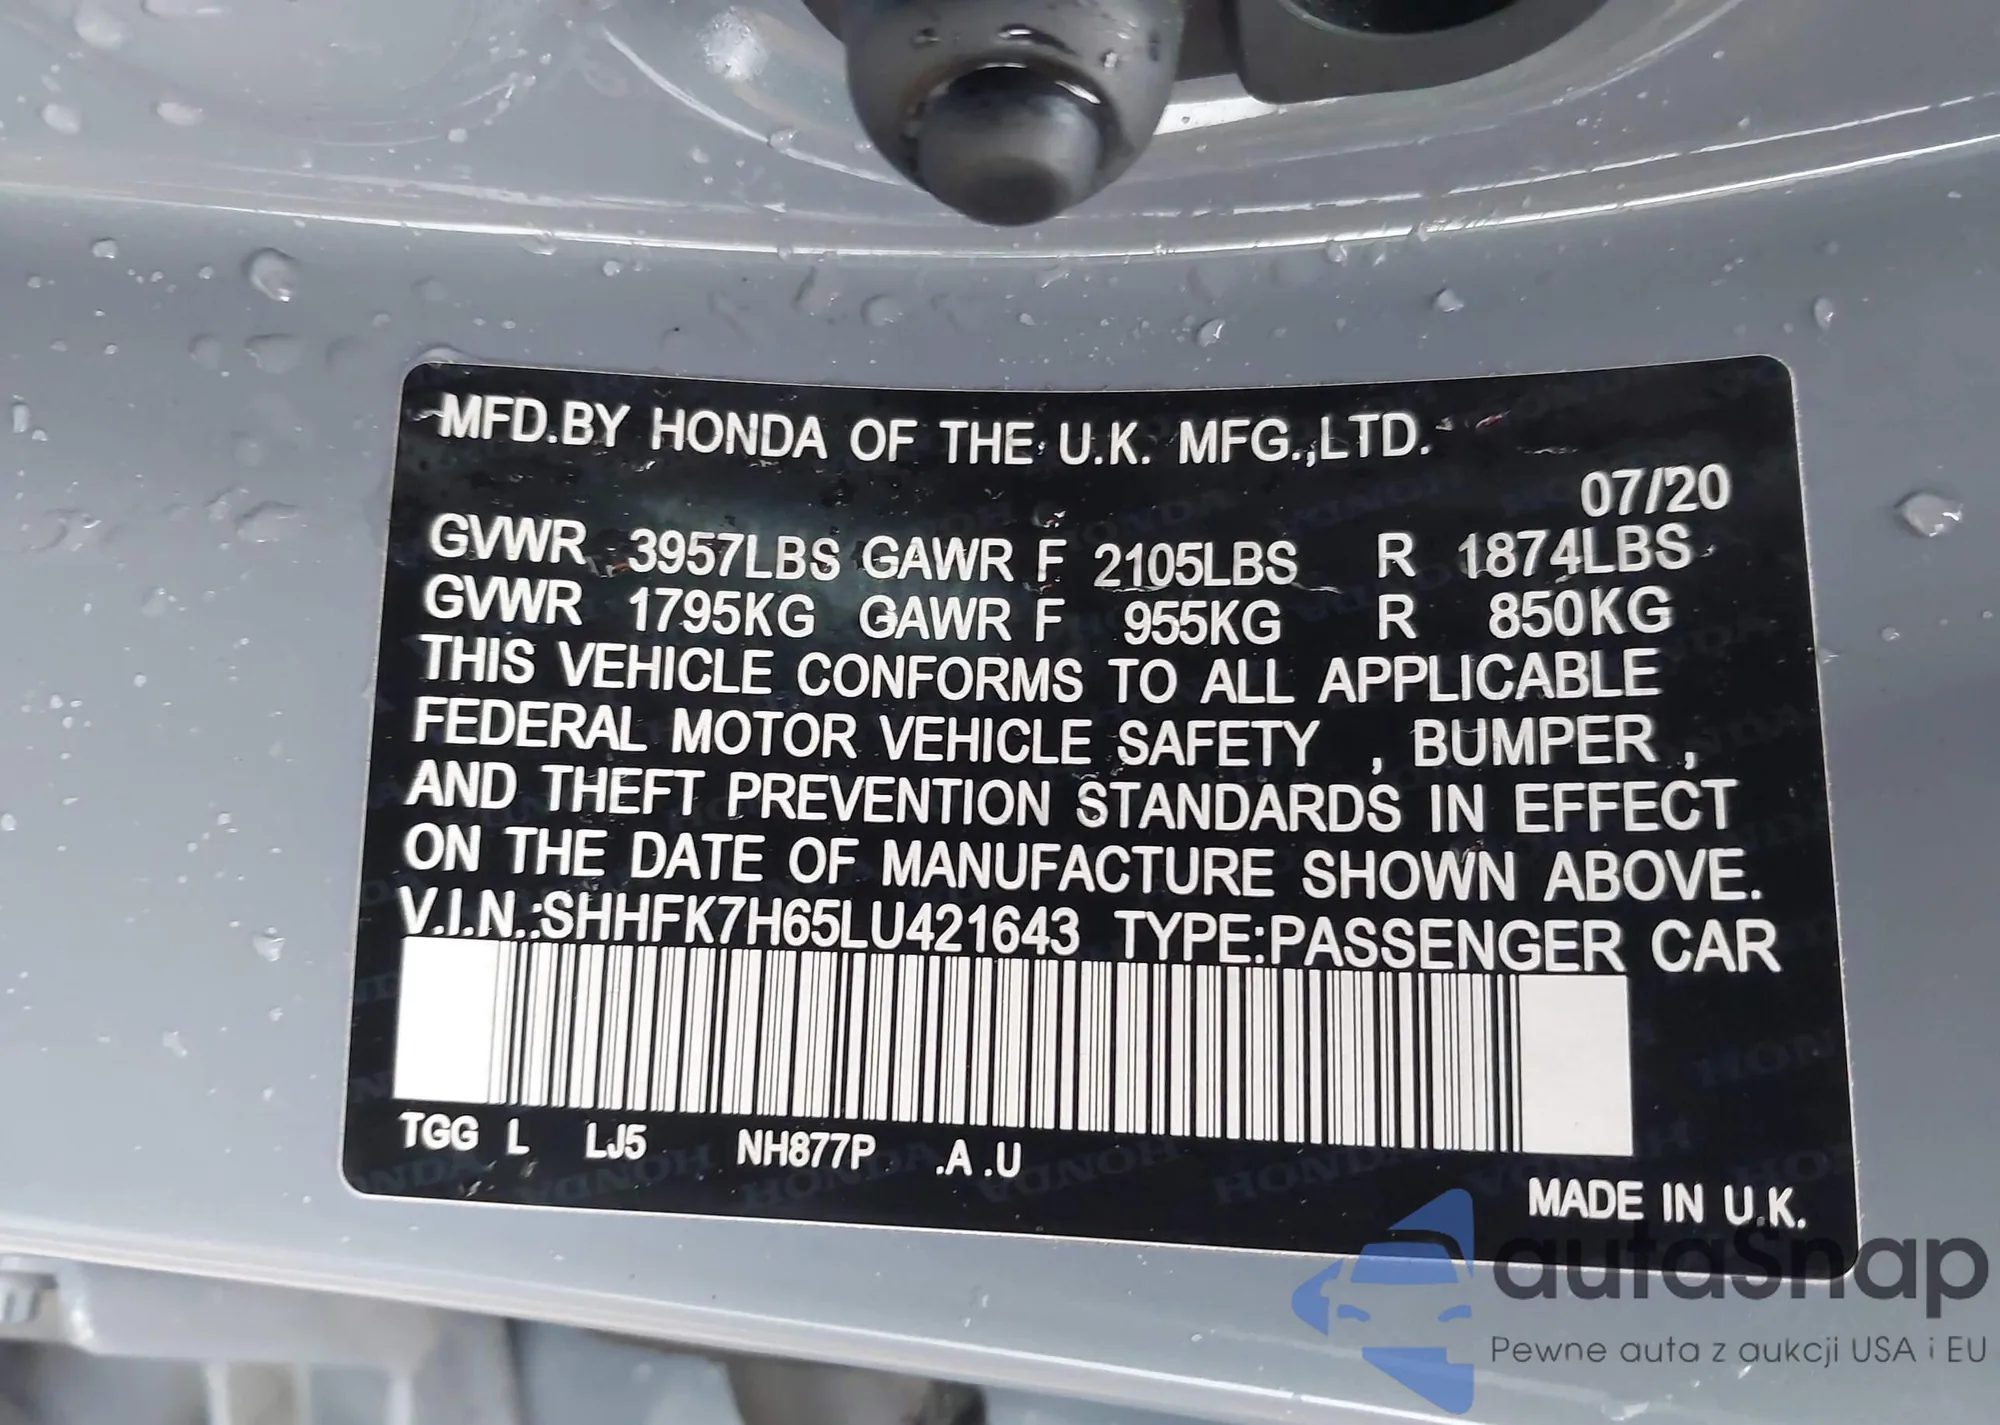 MFD.BY HONDA OF THE U.K. MFG.,LTD.
07/20
GVWR 3957LBS GAWR F 2105LBS R 1874LBS
GVWR 1795KG GAWR F 955KG R 850KG
THIS VEHICLE CONFORMS TO ALL APPLICABLE
FEDERAL MOTOR VEHICLE SAFETY , BUMPER ,
AND THEFT PREVENTION STANDARDS IN EFFECT
ON THE DATE OF MANUFACTURE SHOWN ABOVE.
V.I.N.:SHHFK7H65LU421643 TYPE:PASSENGER CAR
TGG L LJ5 NH877P .A .U
MADE IN U.K.
autaSnap
Pewne auta z aukcji USA i EU